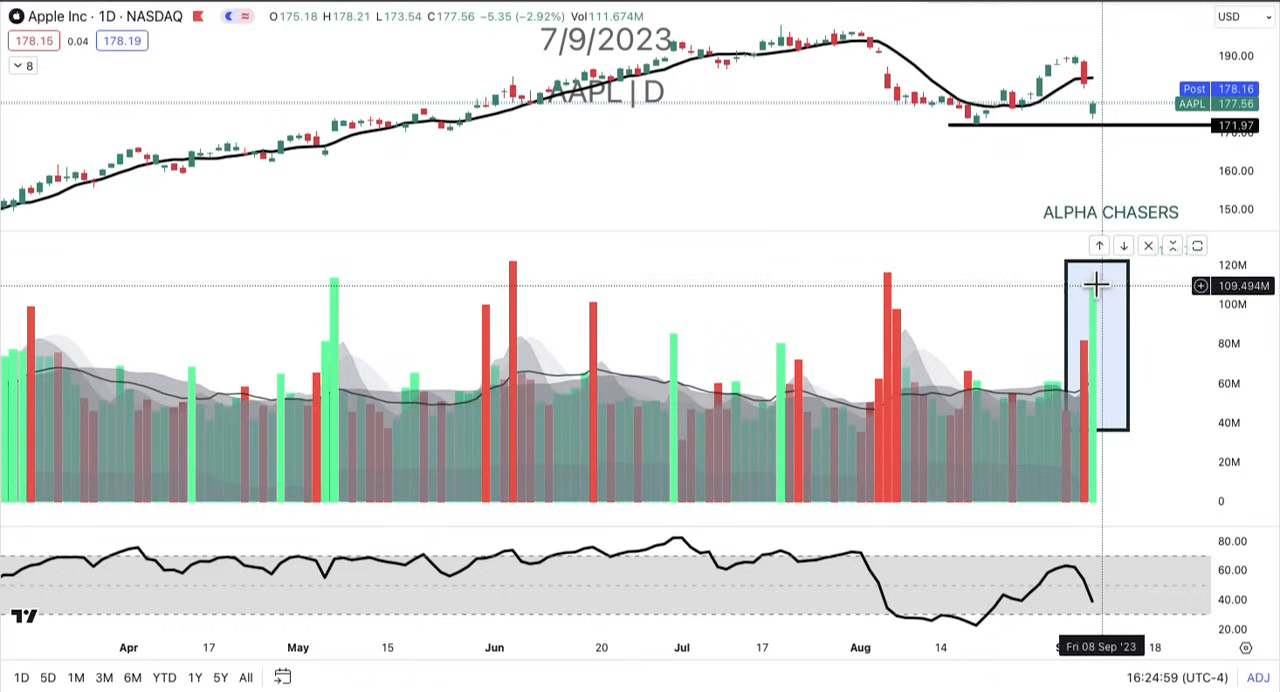 Apple Inc · 1D · NASDAQ O175.18 H178.21 L173.54 C177.56 −5.35 (−2.92%) Vol111.674M USD
178.15 0.04 178.19
8
7/9/2023
AAPL | D
190.00
Post 178.16
AAPL 177.56
171.97
170.00
160.00
150.00
ALPHA CHASERS
120M
109.494M
100M
80M
60M
40M
20M
0
80.00
60.00
40.00
20.00
Apr 17 May 15 Jun 20 Jul 17 Aug 14 Fri 08 Sep '23 18
1D 5D 1M 3M 6M YTD 1Y 5Y All 16:24:59 (UTC-4) ADJ